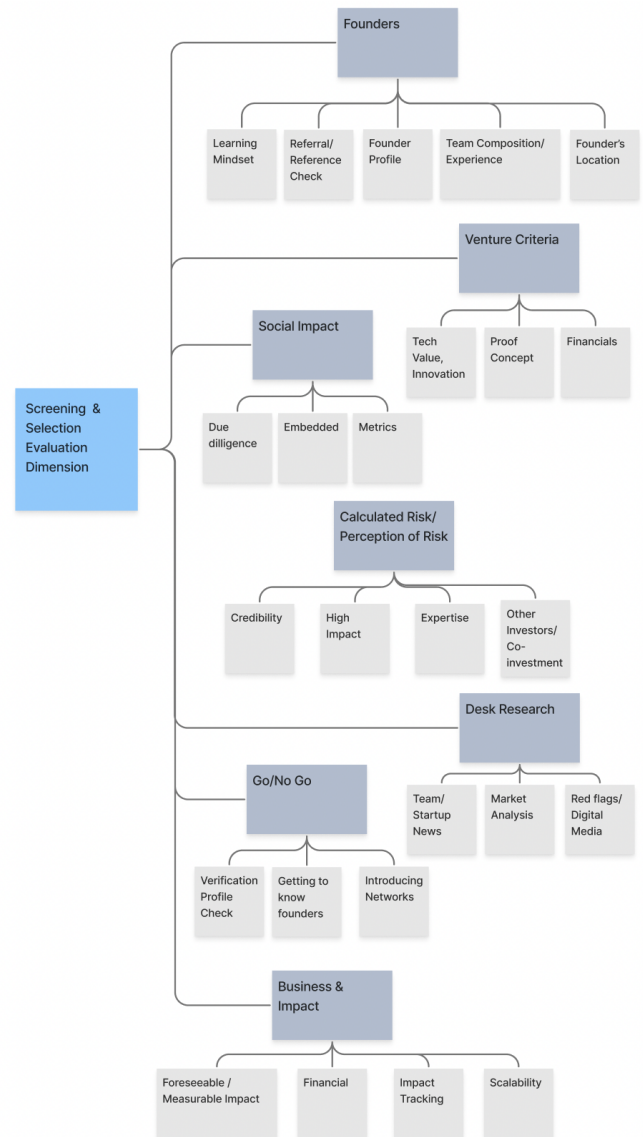 Founders
Learning
Mindset
Referral/
Reference
Check
Founder
Profile
Team Composition/
Experience
Founder's
Location
Venture Criteria
Tech
Value,
Innovation
Proof
Concept
Financials
Social Impact
Due
dilligence
Embedded
Metrics
Screening &
Selection
Evaluation
Dimension
Calculated Risk/
Perception of Risk
Credibility
High
Impact
Expertise
Other
Investors/
Co-
investment
Desk Research
Team/
Startup
News
Market
Analysis
Red flags/
Digital
Media
Go/No Go
Verification
Profile
Check
Getting to
know
founders
Introducing
Networks
Business &
Impact
Foreseeable /
Measurable Impact
Financial
Impact
Tracking
Scalability